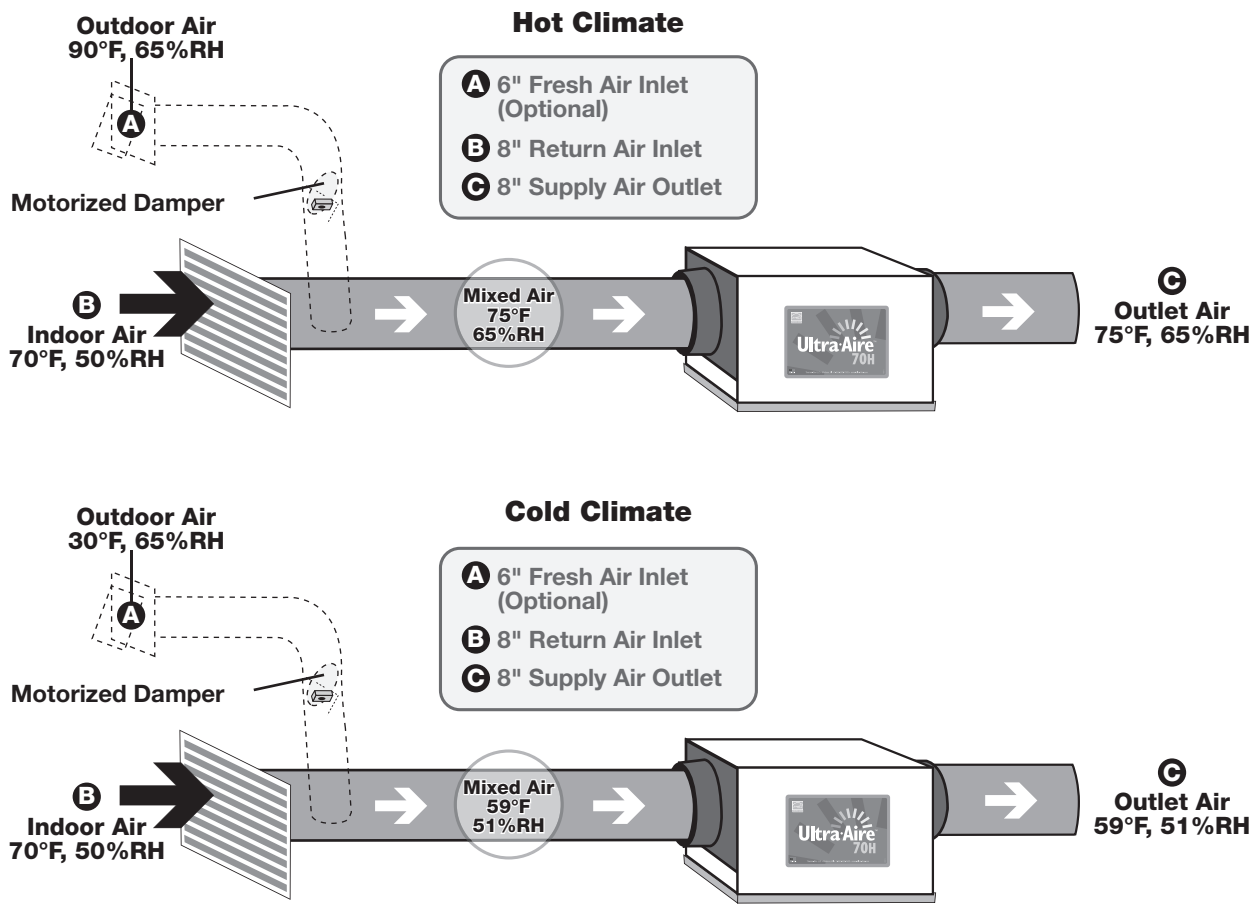 Hot Climate
Outdoor Air
90°F, 65%RH
A
Motorized Damper
A 6" Fresh Air Inlet
(Optional)
B 8" Return Air Inlet
C 8" Supply Air Outlet
B
Indoor Air
70°F, 50%RH
Mixed Air
75°F
65%RH
Ultra-Aire
70H
C
Outlet Air
75°F, 65%RH
Cold Climate
Outdoor Air
30°F, 65%RH
A
Motorized Damper
A 6" Fresh Air Inlet
(Optional)
B 8" Return Air Inlet
C 8" Supply Air Outlet
B
Indoor Air
70°F, 50%RH
Mixed Air
59°F
51%RH
Ultra-Aire
70H
C
Outlet Air
59°F, 51%RH